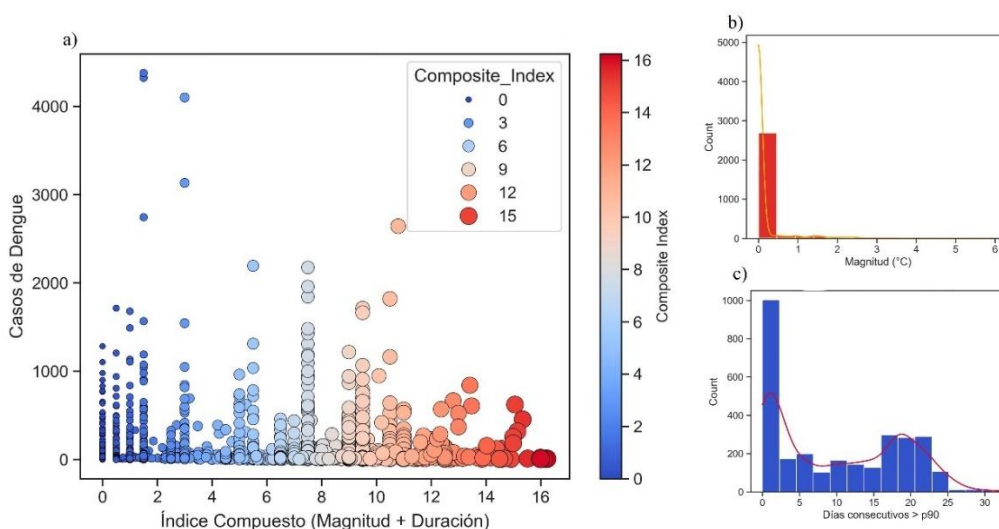 a)
Casos de Dengue
4000
3000
2000
1000
0
0 2 4 6 8 10 12 14 16
Índice Compuesto (Magnitud + Duración)
Composite_Index
0
3
6
9
12
15
16
14
12
10
8
6
4
2
0
Composite Index
b)
5000
4000
3000
2000
1000
0
Count
0 1 2 3 4 5 6
Magnitud (°C)
c)
1000
800
600
400
200
0
Count
0 5 10 15 20 25 30
Días consecutivos > p90